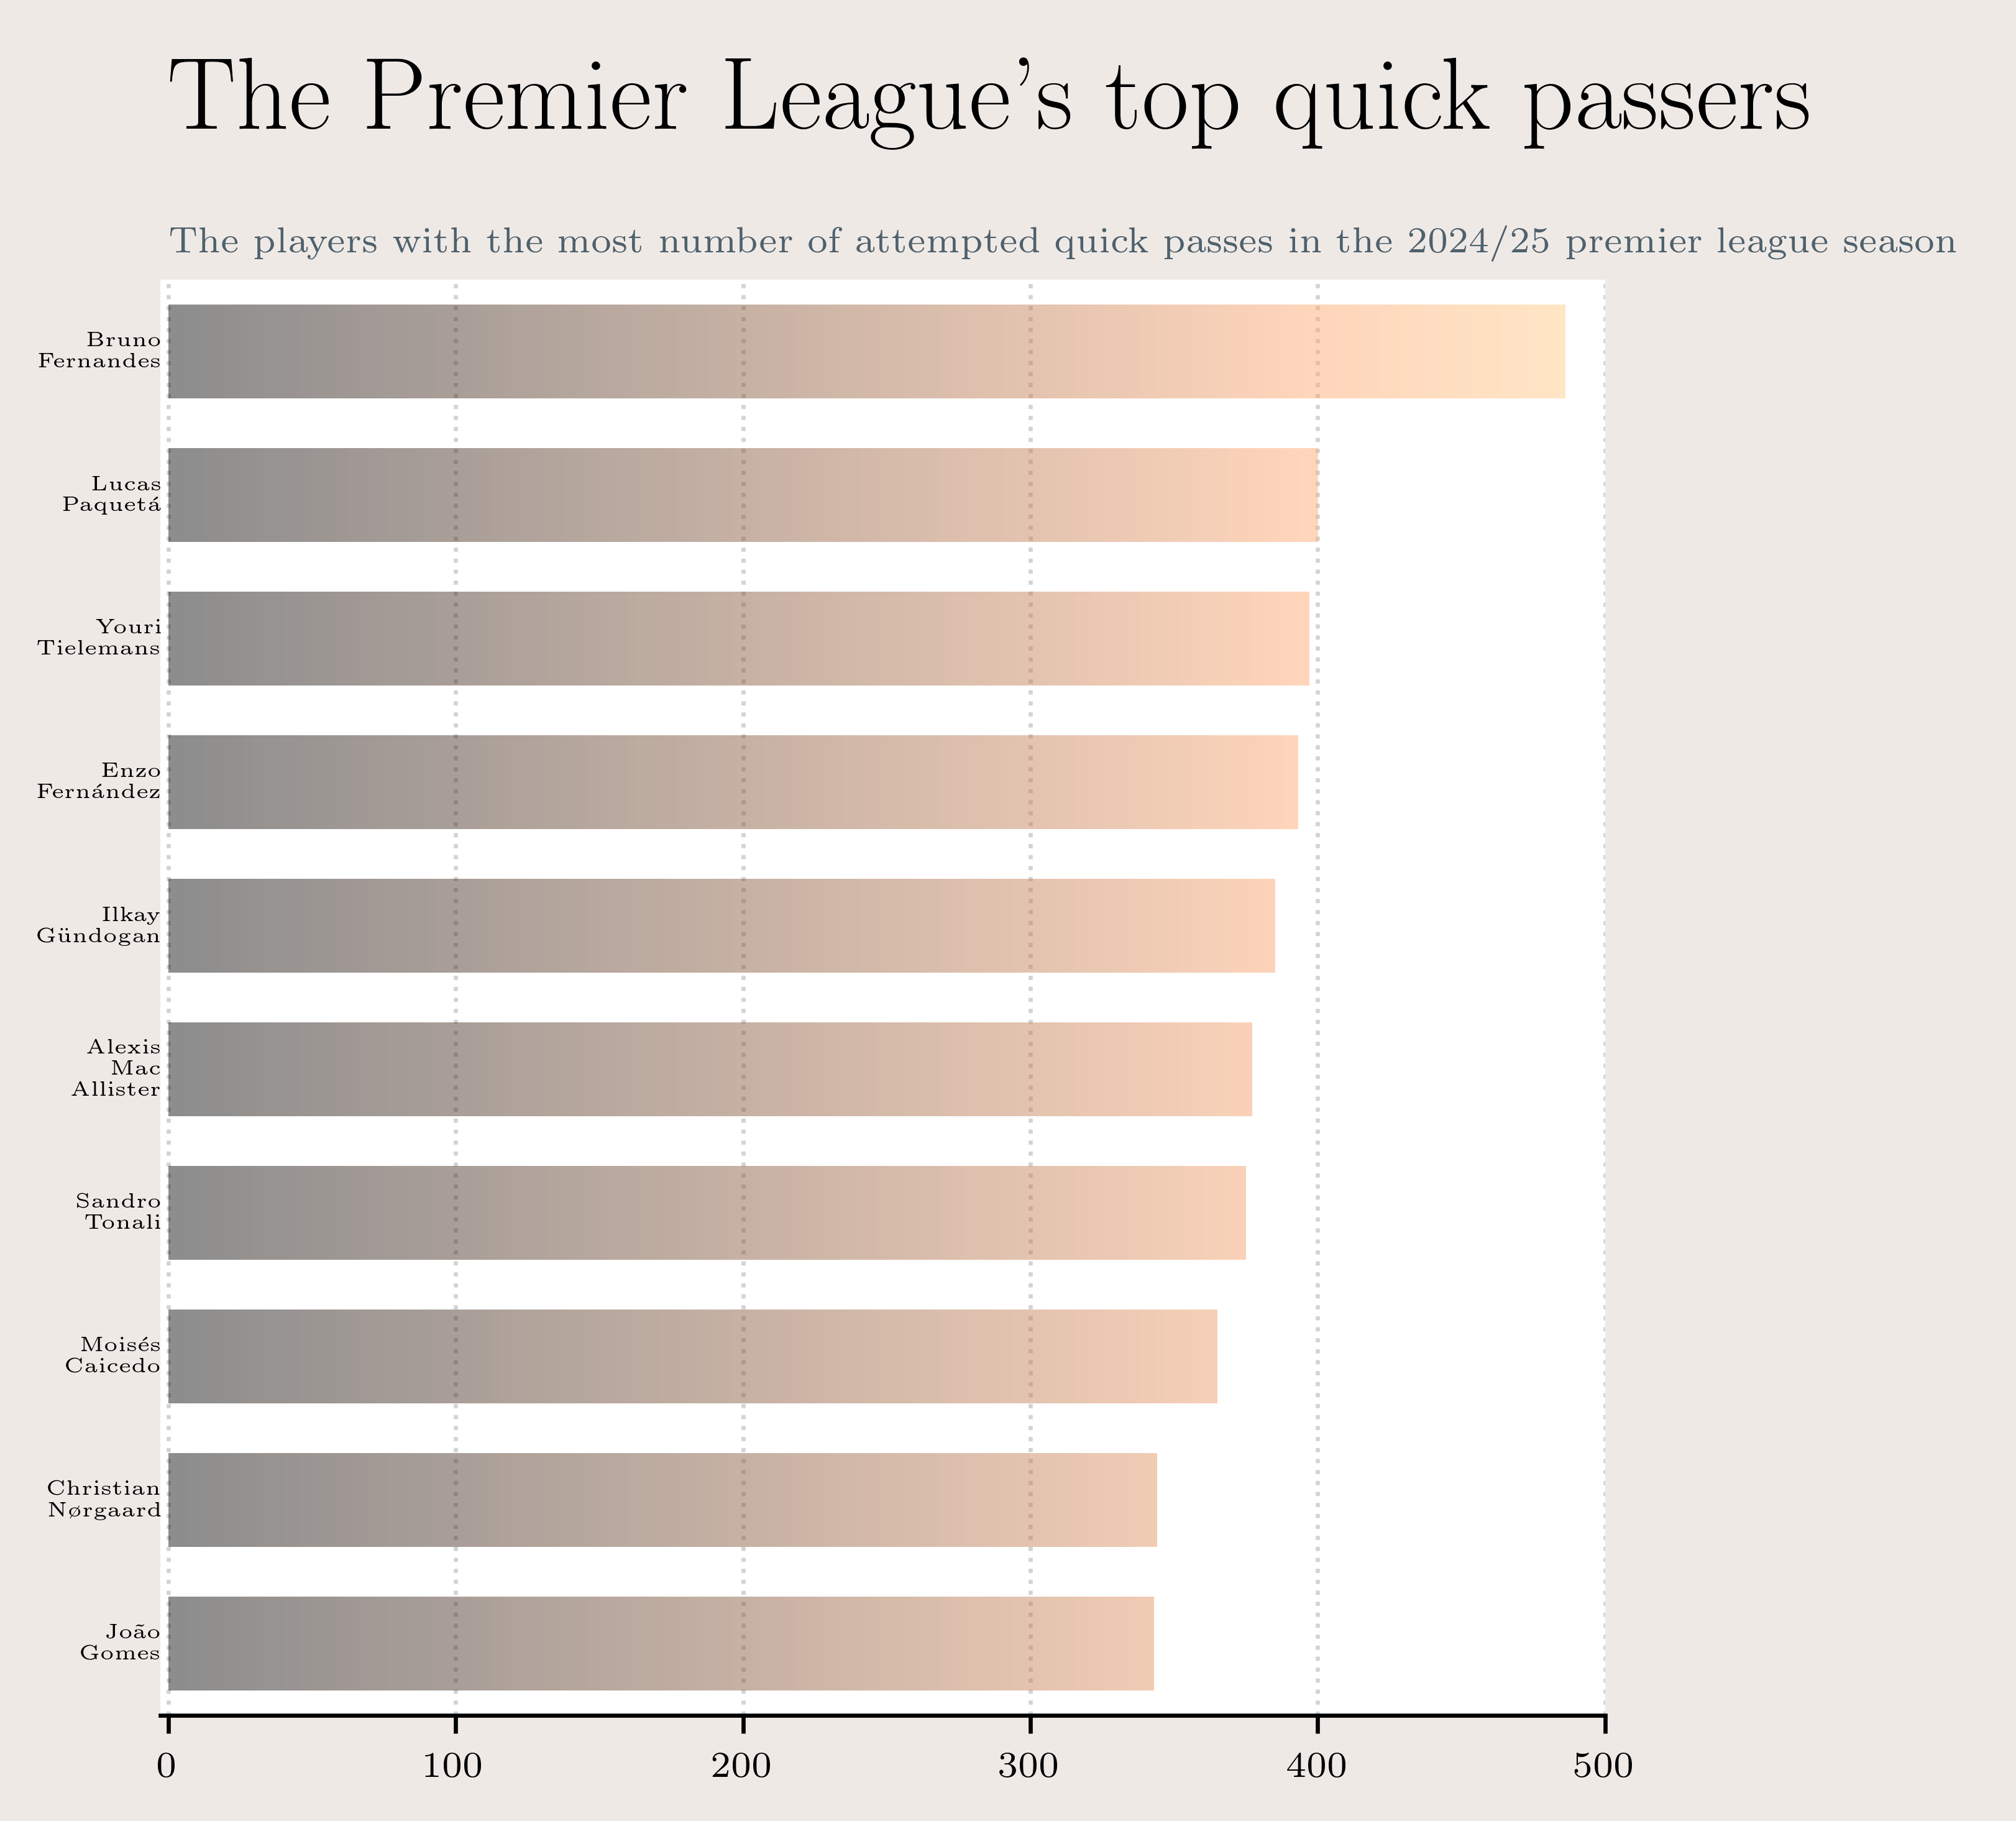 The Premier League’s top quick passers
The players with the most number of attempted quick passes in the 2024/25 premier league season
Bruno
Fernandes
Lucas
Paquetá
Youri
Tielemans
Enzo
Fernández
Ilkay
Gündogan
Alexis
Mac
Allister
Sandro
Tonali
Moisés
Caicedo
Christian
Nørgaard
João
Gomes
0 100 200 300 400 500